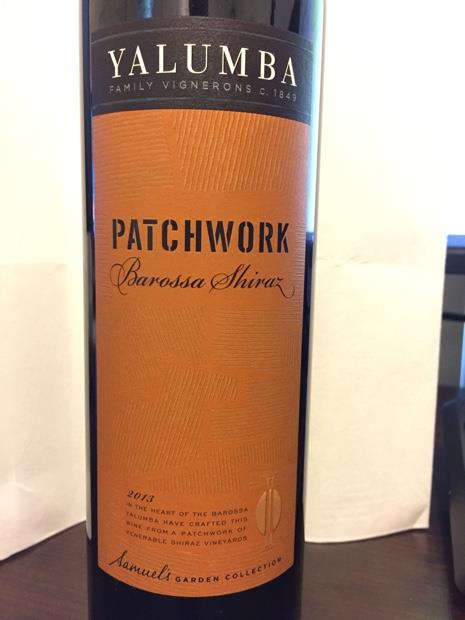 YALUMBA
FAMILY VIGNERONS C. 1849
PATCHWORK
Barossa Shiraz
2013
IN THE HEART OF THE BAROSSA
YALUMBA HAVE CRAFTED THIS
WINE FROM A PATCHWORK OF
VENERABLE SHIRAZ VINEYARDS
Samuel's GARDEN COLLECTION